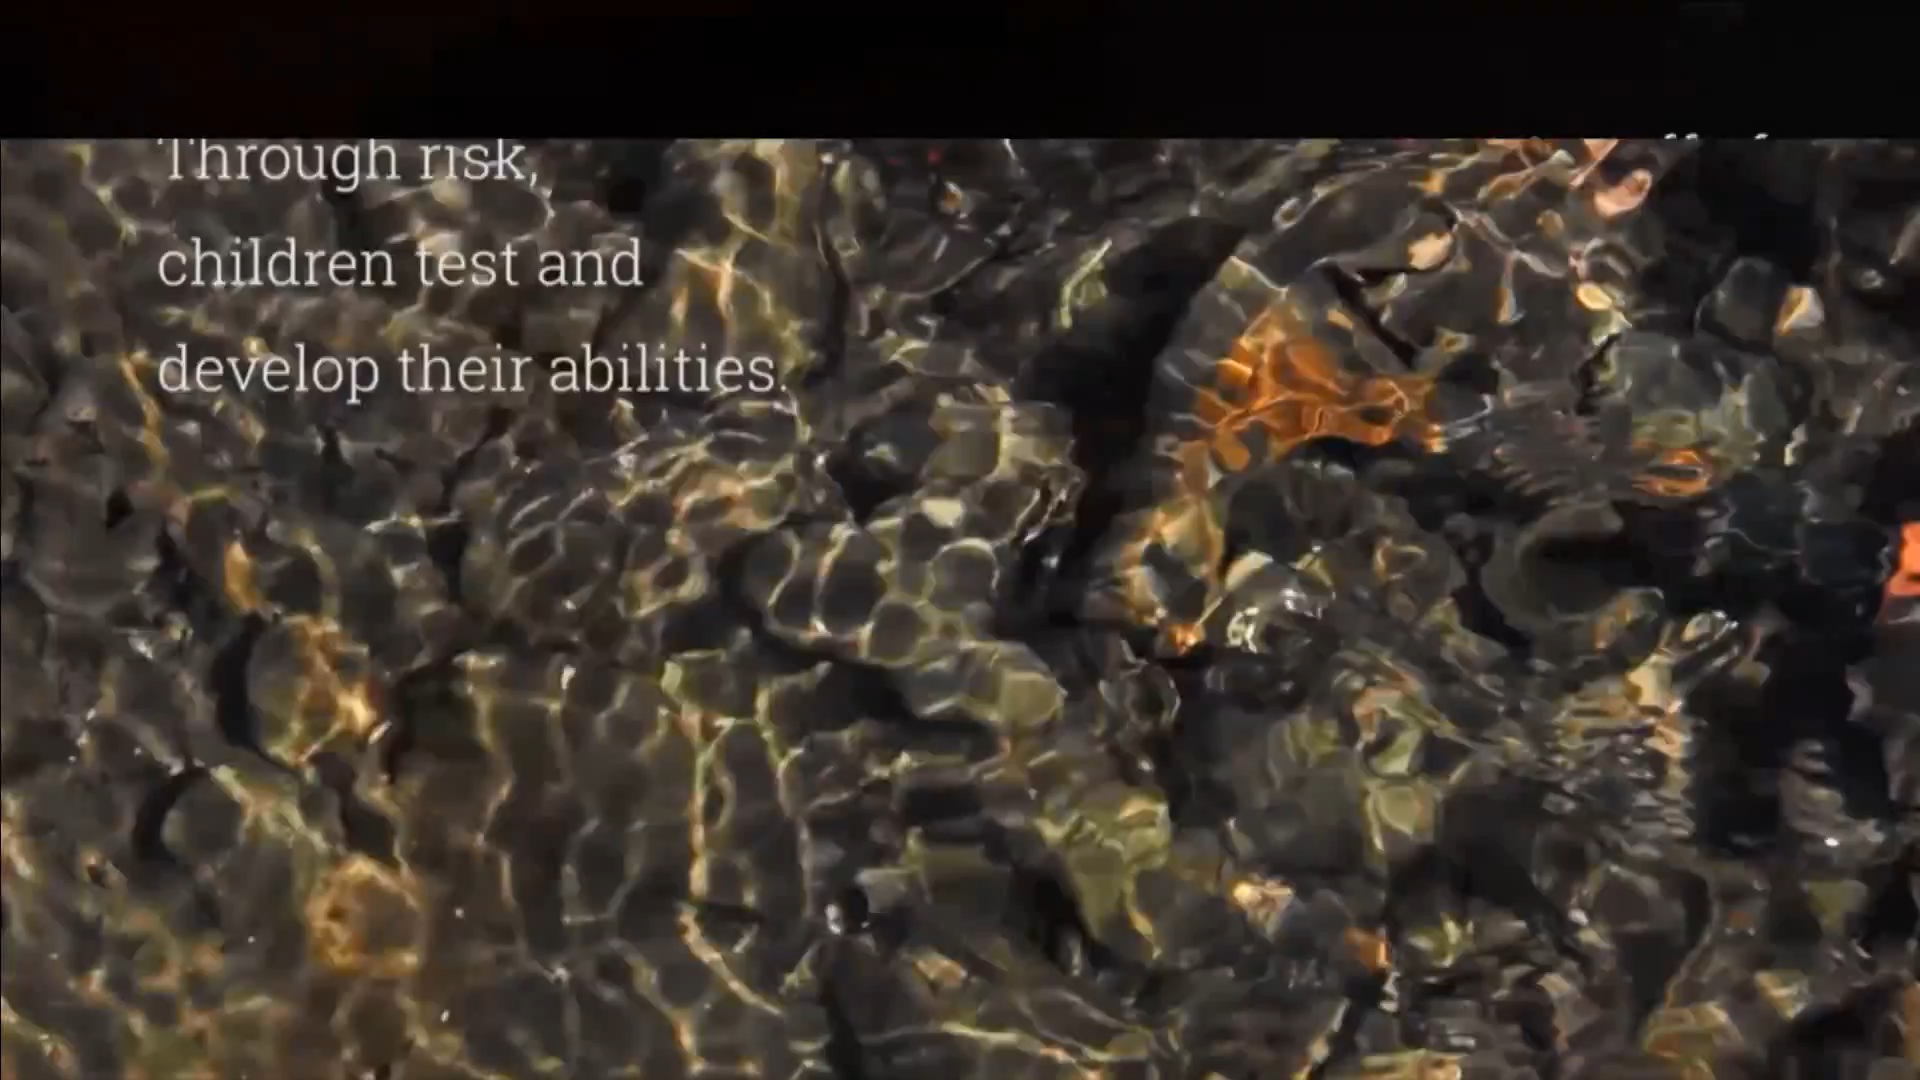 Through risk,
children test and
develop their abilities.